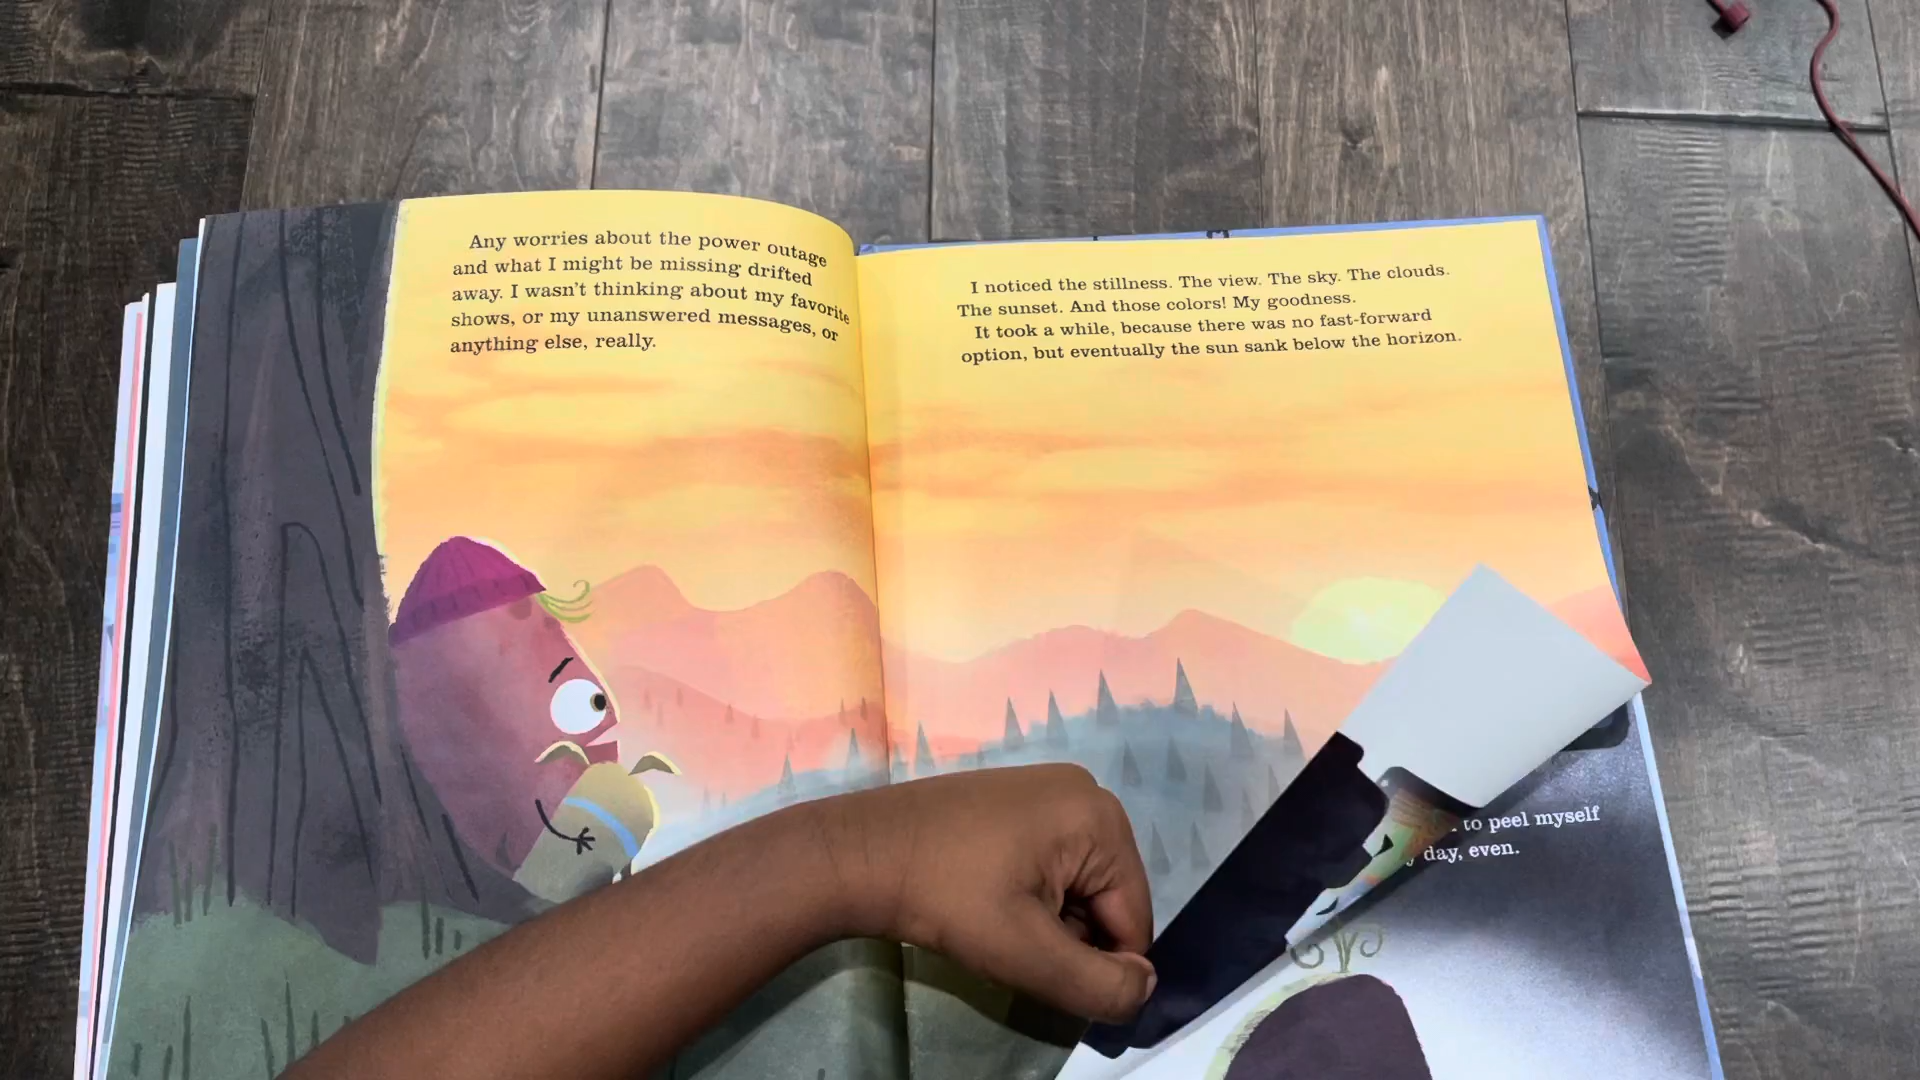 Any worries about the power outage
and what I might be missing drifted
away. I wasn't thinking about my favorite
shows, or my unanswered messages, or
anything else, really.
I noticed the stillness. The view. The sky. The clouds.
The sunset. And those colors! My goodness.
It took a while, because there was no fast-forward
option, but eventually the sun sank below the horizon.
to peel myself
day, even.